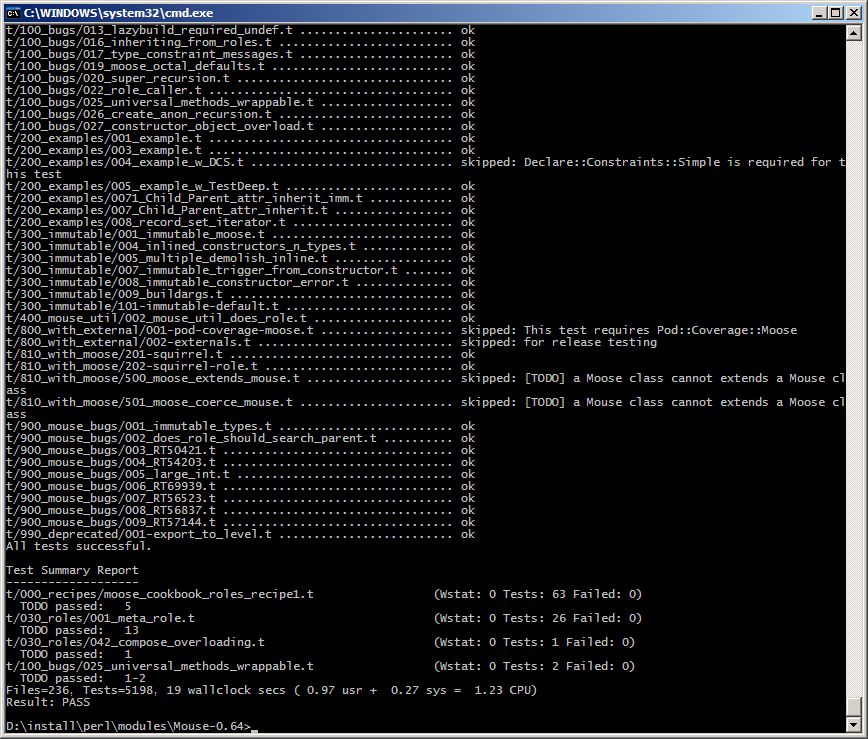 C:\WINDOWS\system32\cmd.exe
t/100_bugs/013_lazybuild_required_undef.t ...................... ok
t/100_bugs/016_inheriting_from_roles.t ......................... ok
t/100_bugs/017_type_constraint_messages.t ...................... ok
t/100_bugs/019_moose_octal_defaults.t .......................... ok
t/100_bugs/020_super_recursion.t ............................... ok
t/100_bugs/022_role_caller.t ................................... ok
t/100_bugs/025_universal_methods_wrappable.t ................... ok
t/100_bugs/026_create_anon_recursion.t ......................... ok
t/100_bugs/027_constructor_object_overload.t ................... ok
t/200_examples/001_example.t ................................... ok
t/200_examples/003_example.t ................................... ok
t/200_examples/004_example_w_DCS.t ............................. skipped: Declare::Constraints::Simple is required for t
his test
t/200_examples/005_example_w_TestDeep.t ........................ ok
t/200_examples/0071_Child_Parent_attr_inherit_imm.t ............ ok
t/200_examples/007_Child_Parent_attr_inherit.t ................. ok
t/200_examples/008_record_set_iterator.t ....................... ok
t/300_immutable/001_immutable_moose.t .......................... ok
t/300_immutable/004_inlined_constructors_n_types.t ............. ok
t/300_immutable/005_multiple_demolish_inline.t ................. ok
t/300_immutable/007_immutable_trigger_from_constructor.t ....... ok
t/300_immutable/008_immutable_constructor_error.t .............. ok
t/300_immutable/009_buildargs.t ................................ ok
t/300_immutable/101-immutable-default.t ........................ ok
t/400_mouse_util/002_mouse_util_does_role.t .................... ok
t/800_with_external/001-pod-coverage-moose.t ................... skipped: This test requires Pod::Coverage::Moose
t/800_with_external/002-externals.t ............................ skipped: for release testing
t/810_with_moose/201-squirrel.t ................................ ok
t/810_with_moose/202-squirrel-role.t ........................... ok
t/810_with_moose/500_moose_extends_mouse.t ..................... skipped: [TODO] a Moose class cannot extends a Mouse cl
ass
t/810_with_moose/501_moose_coerce_mouse.t ...................... skipped: [TODO] a Moose class cannot extends a Mouse cl
ass
t/900_mouse_bugs/001_immutable_types.t ......................... ok
t/900_mouse_bugs/002_does_role_should_search_parent.t .......... ok
t/900_mouse_bugs/003_RT50421.t ................................. ok
t/900_mouse_bugs/004_RT54203.t ................................. ok
t/900_mouse_bugs/005_large_int.t ............................... ok
t/900_mouse_bugs/006_RT69939.t ................................. ok
t/900_mouse_bugs/007_RT56523.t ................................. ok
t/900_mouse_bugs/008_RT56837.t ................................. ok
t/900_mouse_bugs/009_RT57144.t ................................. ok
t/990_deprecated/001-export_to_level.t ......................... ok
All tests successful.
Test Summary Report
-------------------
t/000_recipes/moose_cookbook_roles_recipe1.t                 (Wstat: 0 Tests: 63 Failed: 0)
  TODO passed:   5
t/030_roles/001_meta_role.t                                  (Wstat: 0 Tests: 26 Failed: 0)
  TODO passed:   13
t/030_roles/042_compose_overloading.t                        (Wstat: 0 Tests: 1 Failed: 0)
  TODO passed:   1
t/100_bugs/025_universal_methods_wrappable.t                 (Wstat: 0 Tests: 2 Failed: 0)
  TODO passed:   1-2
Files=236, Tests=5198, 19 wallclock secs ( 0.97 usr +  0.27 sys =  1.23 CPU)
Result: PASS
D:\install\perl\modules\Mouse-0.64>_